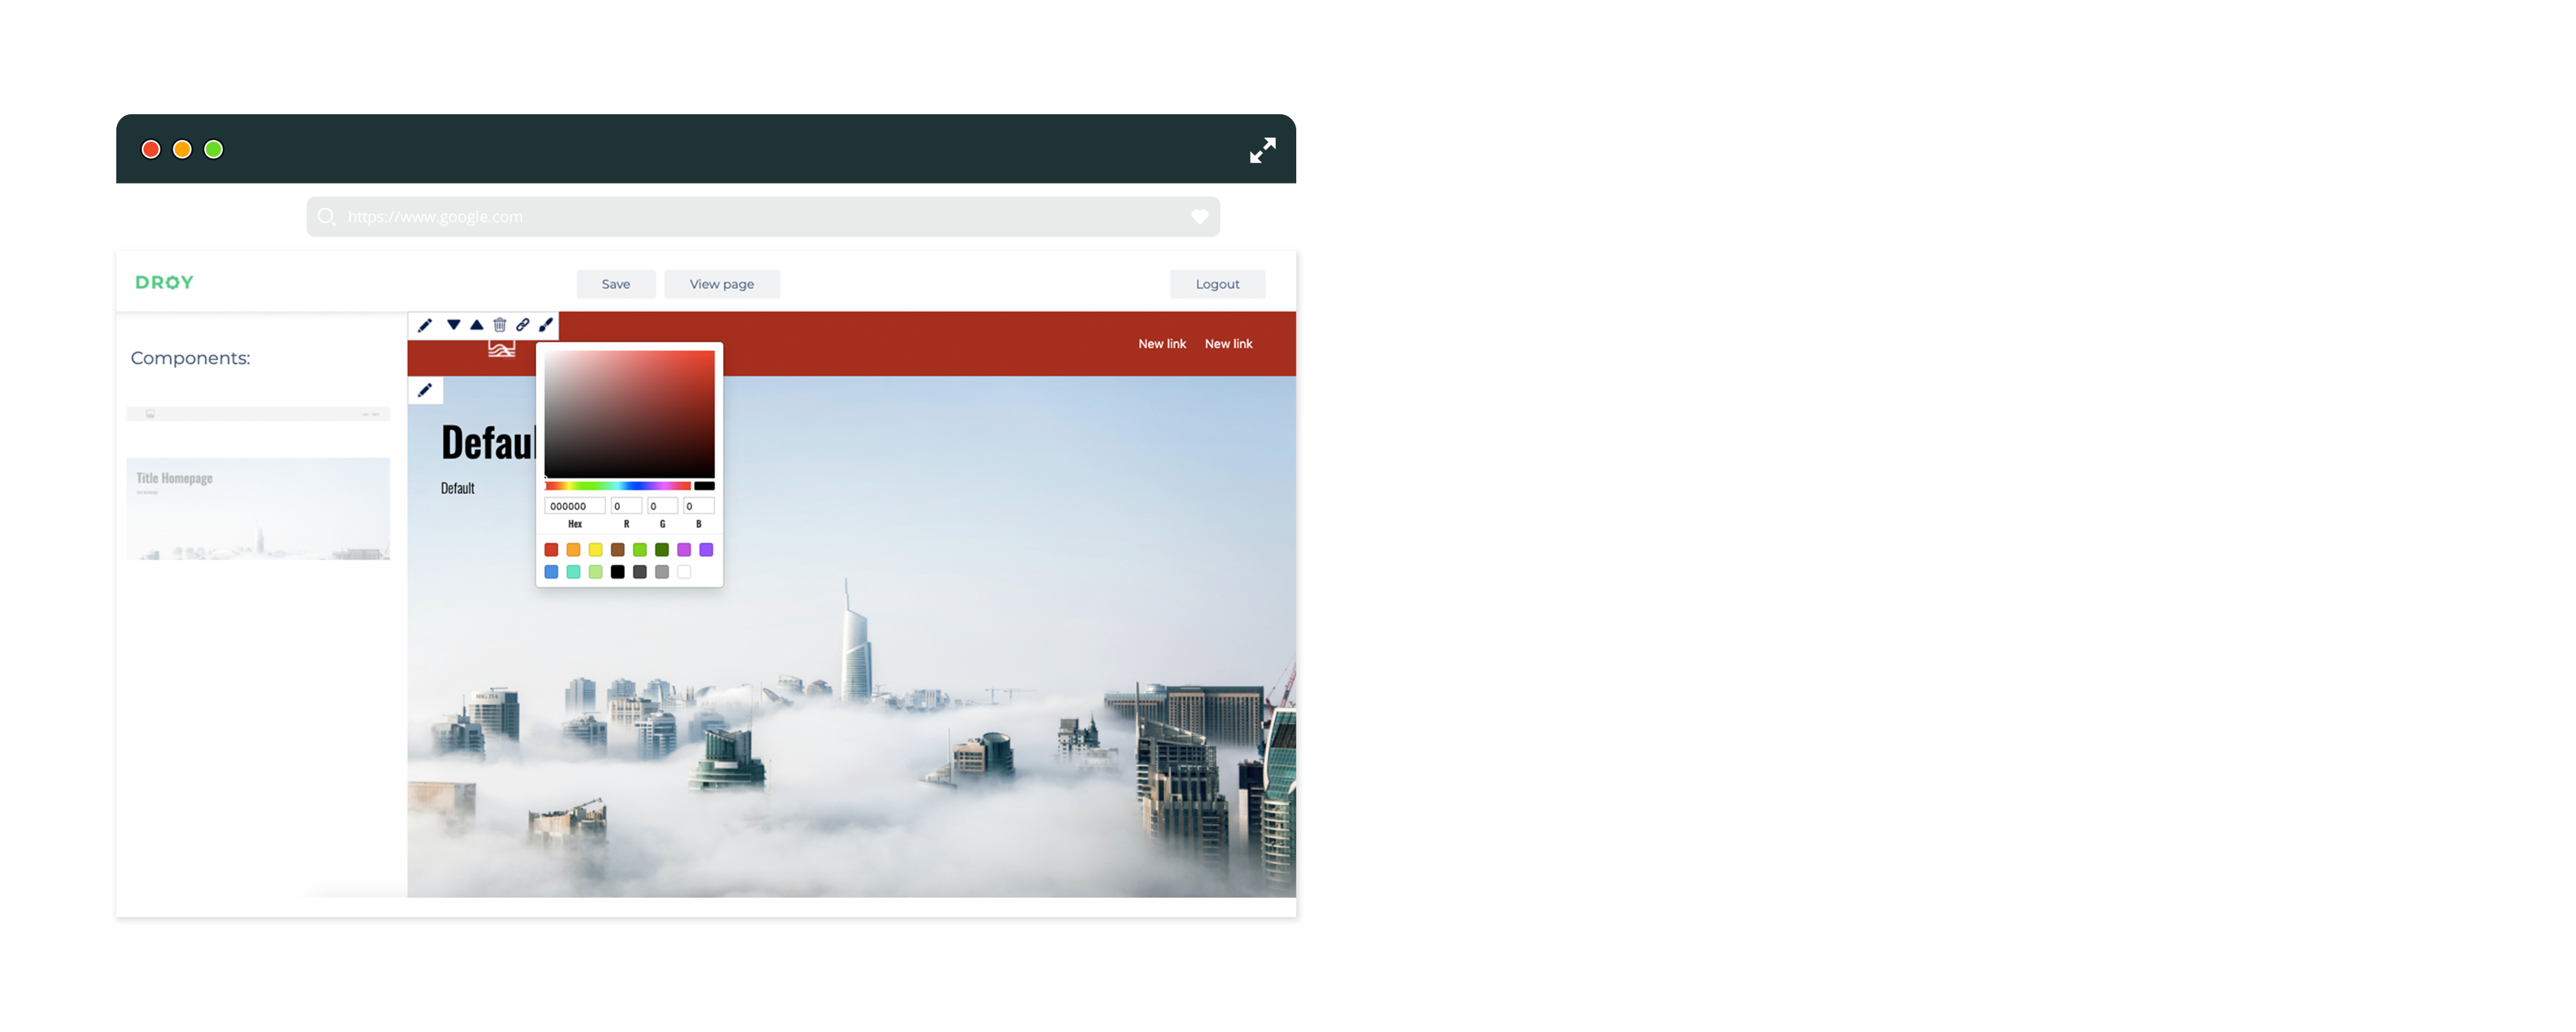 https://www.google.com
DROY
Save
View page
Logout
Components:
New link
New link
Title Homepage
Defaul
Default
000000
0
0
0
Hex
R
G
B